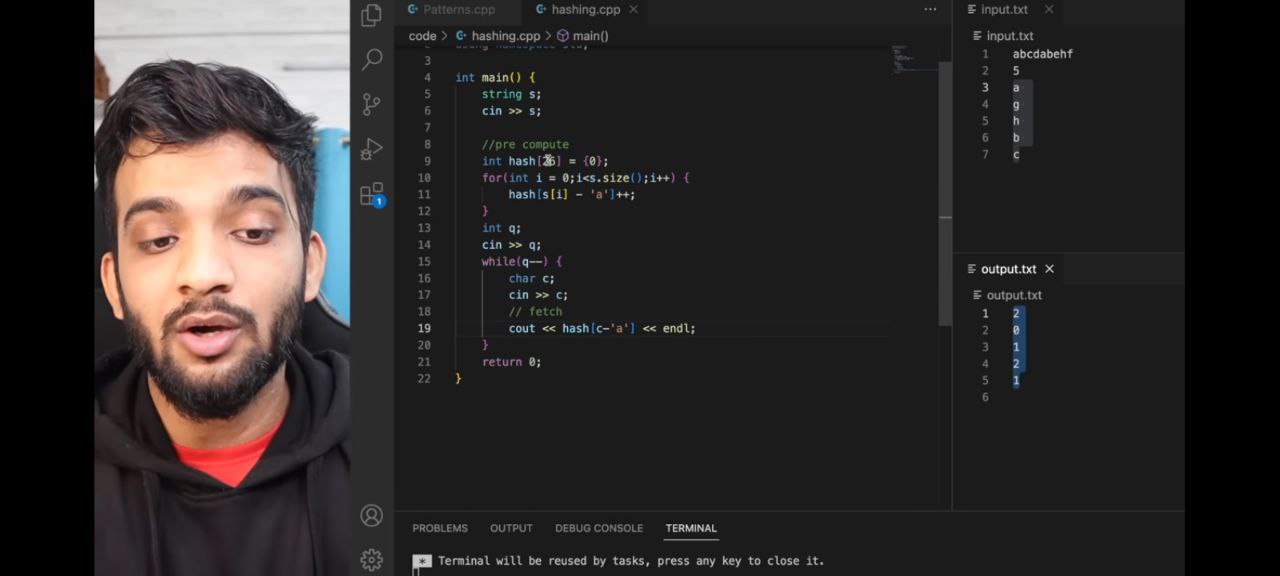 Patterns.cpp
hashing.cpp
code > hashing.cpp > main()
3
4 int main() {
5 string s;
6 cin >> s;
7
8 //pre compute
9 int hash[26] = {0};
10 for(int i = 0;i<s.size();i++) {
11 hash[s[i] - 'a']++;
12 }
13 int q;
14 cin >> q;
15 while(q--) {
16 char c;
17 cin >> c;
18 // fetch
19 cout << hash[c-'a'] << endl;
20 }
21 return 0;
22 }
PROBLEMS OUTPUT DEBUG CONSOLE TERMINAL
* Terminal will be reused by tasks, press any key to close it.
1
input.txt
input.txt
1 abcdabehf
2 5
3 a
4 g
5 h
6 b
7 c
output.txt
output.txt
1 2
2 0
3 1
4 2
5 1
6